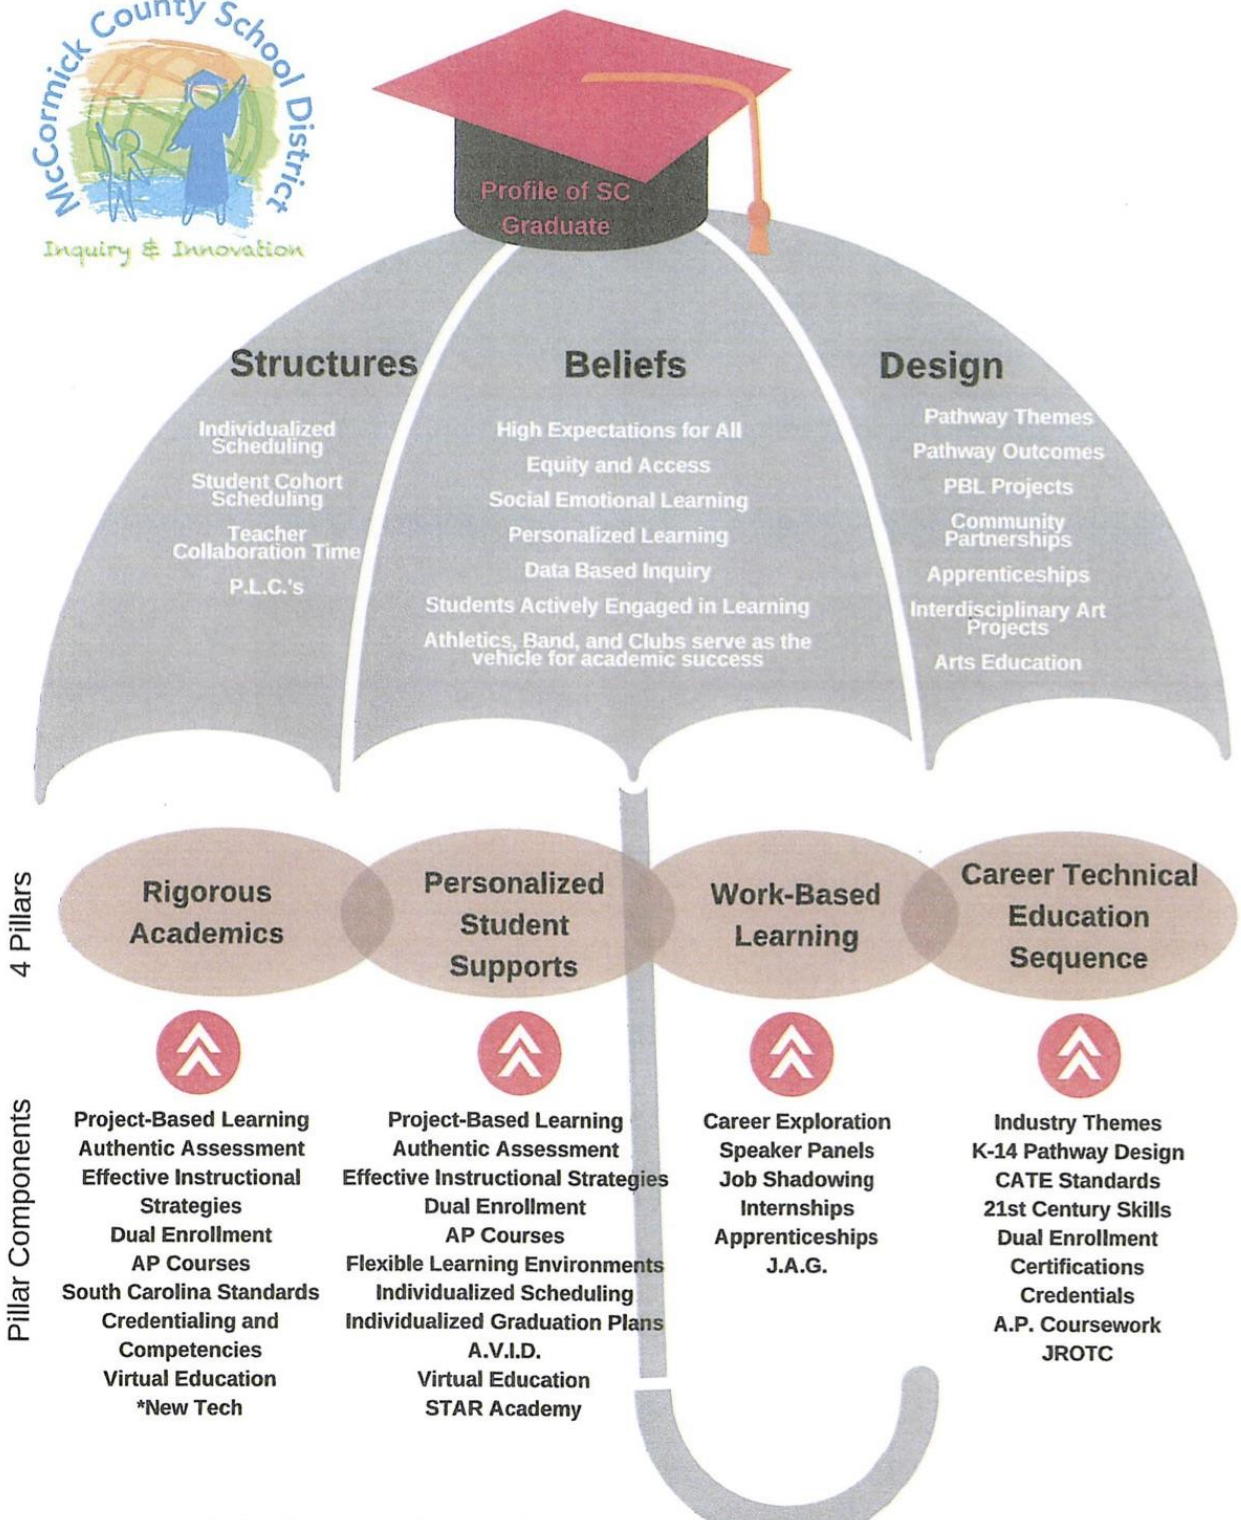 McCormick County School District
Inquiry & Innovation
Profile of SC
Graduate
Structures
Individualized
Scheduling
Student Cohort
Scheduling
Teacher
Collaboration Time
P.L.C.'s
Beliefs
High Expectations for All
Equity and Access
Social Emotional Learning
Personalized Learning
Data Based Inquiry
Students Actively Engaged in Learning
Athletics, Band, and Clubs serve as the
vehicle for academic success
Design
Pathway Themes
Pathway Outcomes
PBL Projects
Community
Partnerships
Apprenticeships
Interdisciplinary Art
Projects
Arts Education
4 Pillars
Rigorous
Academics
Personalized
Student
Supports
Work-Based
Learning
Career Technical
Education
Sequence
Pillar Components
Project-Based Learning
Authentic Assessment
Effective Instructional
Strategies
Dual Enrollment
AP Courses
South Carolina Standards
Credentialing and
Competencies
Virtual Education
*New Tech
Project-Based Learning
Authentic Assessment
Effective Instructional Strategies
Dual Enrollment
AP Courses
Flexible Learning Environments
Individualized Scheduling
Individualized Graduation Plans
A.V.I.D.
Virtual Education
STAR Academy
Career Exploration
Speaker Panels
Job Shadowing
Internships
Apprenticeships
J.A.G.
Industry Themes
K-14 Pathway Design
CATE Standards
21st Century Skills
Dual Enrollment
Certifications
Credentials
A.P. Coursework
JROTC